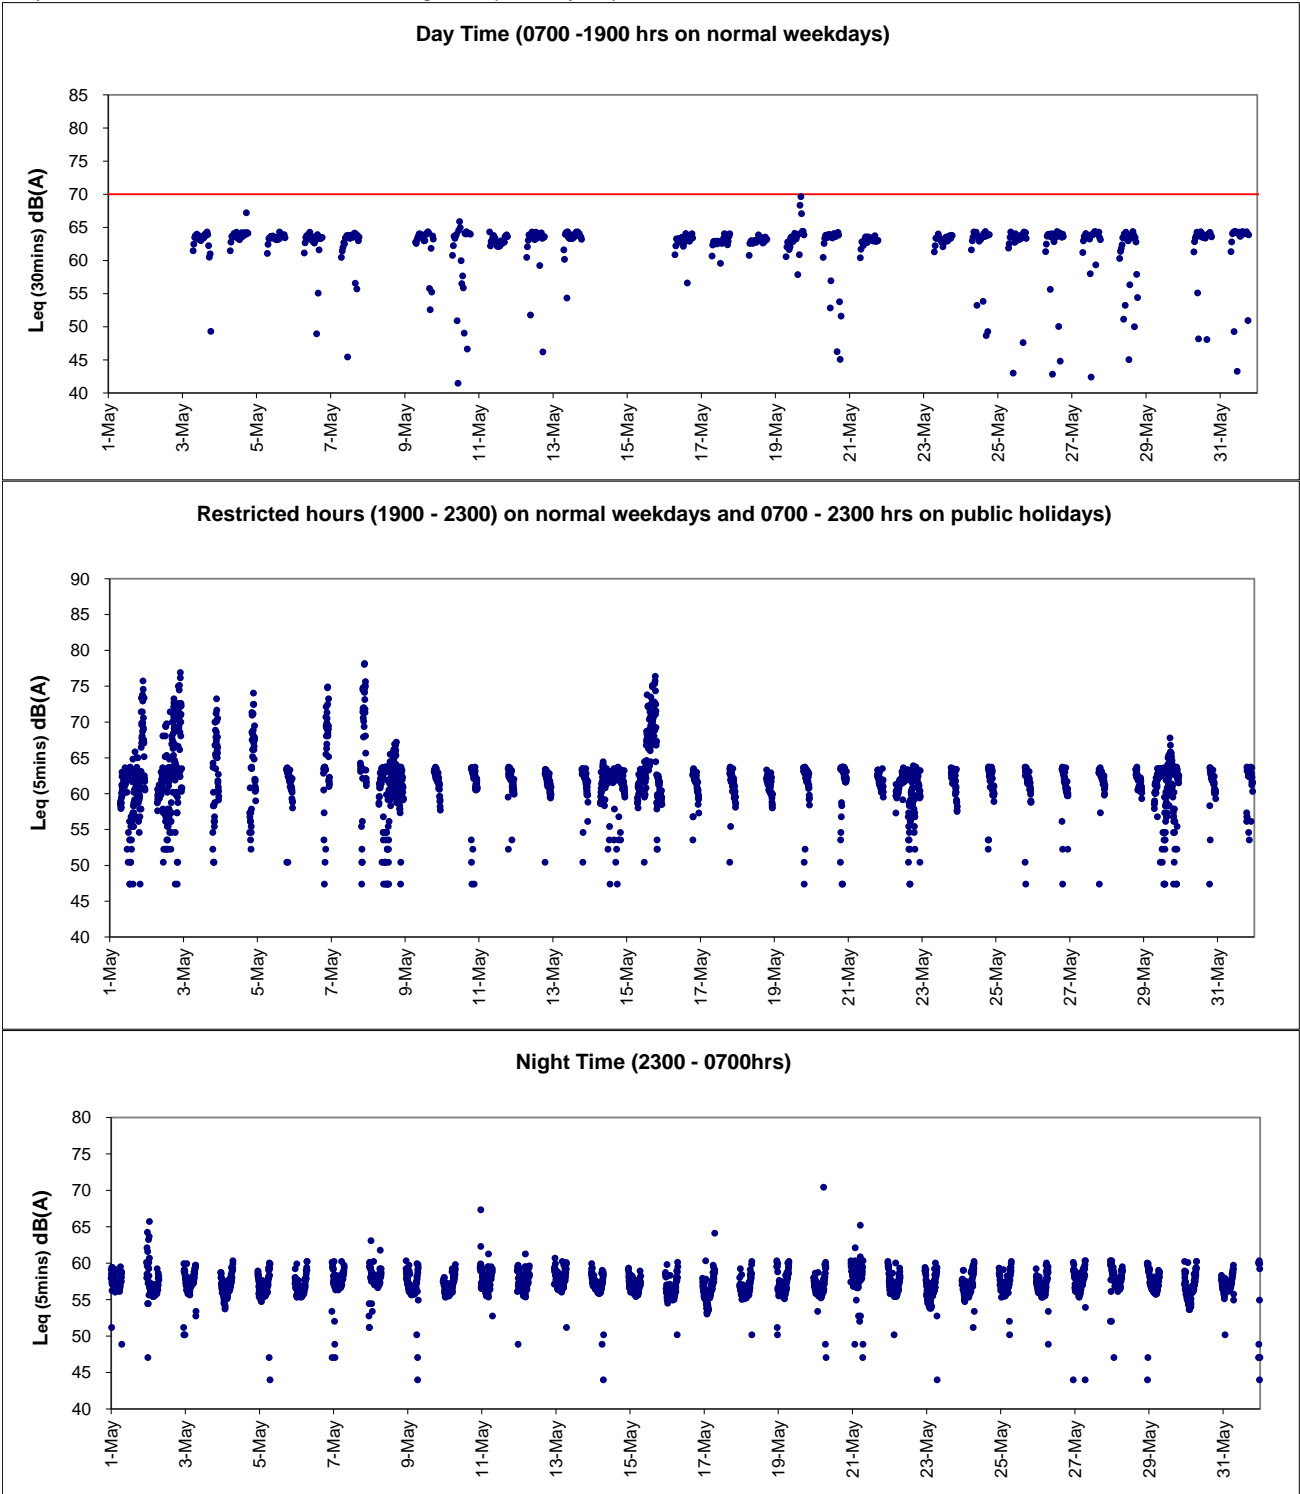 Day Time (0700 -1900 hrs on normal weekdays)
Leq (30mins) dB(A)
85
80
75
70
65
60
55
50
45
40
1-May
3-May
5-May
7-May
9-May
11-May
13-May
15-May
17-May
19-May
21-May
23-May
25-May
27-May
29-May
31-May
Restricted hours (1900 - 2300) on normal weekdays and 0700 - 2300 hrs on public holidays)
Leq (5mins) dB(A)
90
85
80
75
70
65
60
55
50
45
40
1-May
3-May
5-May
7-May
9-May
11-May
13-May
15-May
17-May
19-May
21-May
23-May
25-May
27-May
29-May
31-May
Night Time (2300 - 0700hrs)
Leq (5mins) dB(A)
80
75
70
65
60
55
50
45
40
1-May
3-May
5-May
7-May
9-May
11-May
13-May
15-May
17-May
19-May
21-May
23-May
25-May
27-May
29-May
31-May